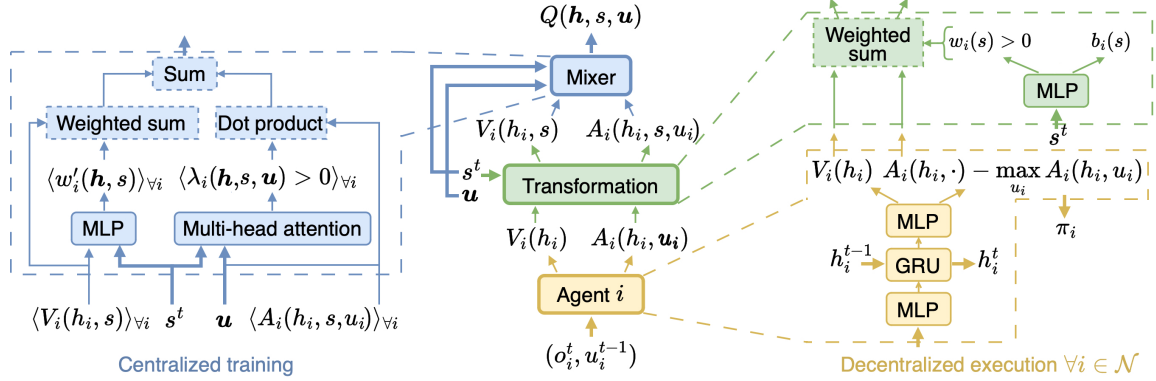 Q(h, s, u)
Sum
Weighted sum
Dot product
⟨w′ᵢ(h, s)⟩∀i
⟨λᵢ(h,s, u) > 0⟩∀i
MLP
Multi-head attention
⟨Vᵢ(hᵢ, s)⟩∀i
sᵗ
u
⟨Aᵢ(hᵢ, s,uᵢ)⟩∀i
Centralized training
Mixer
Vᵢ(hᵢ, s)
Aᵢ(hᵢ, s,uᵢ)
sᵗ
u
Transformation
Vᵢ(hᵢ)
Aᵢ(hᵢ, uᵢ)
Agent i
(oᵢᵗ, uᵢᵗ⁻¹)
Weighted
sum
wᵢ(s) > 0
bᵢ(s)
MLP
sᵗ
Vᵢ(hᵢ) Aᵢ(hᵢ, ·) − max Aᵢ(hᵢ, uᵢ)
uᵢ
MLP
πᵢ
hᵢᵗ⁻¹
GRU
hᵢᵗ
MLP
Decentralized execution ∀i ∈ 𝒩